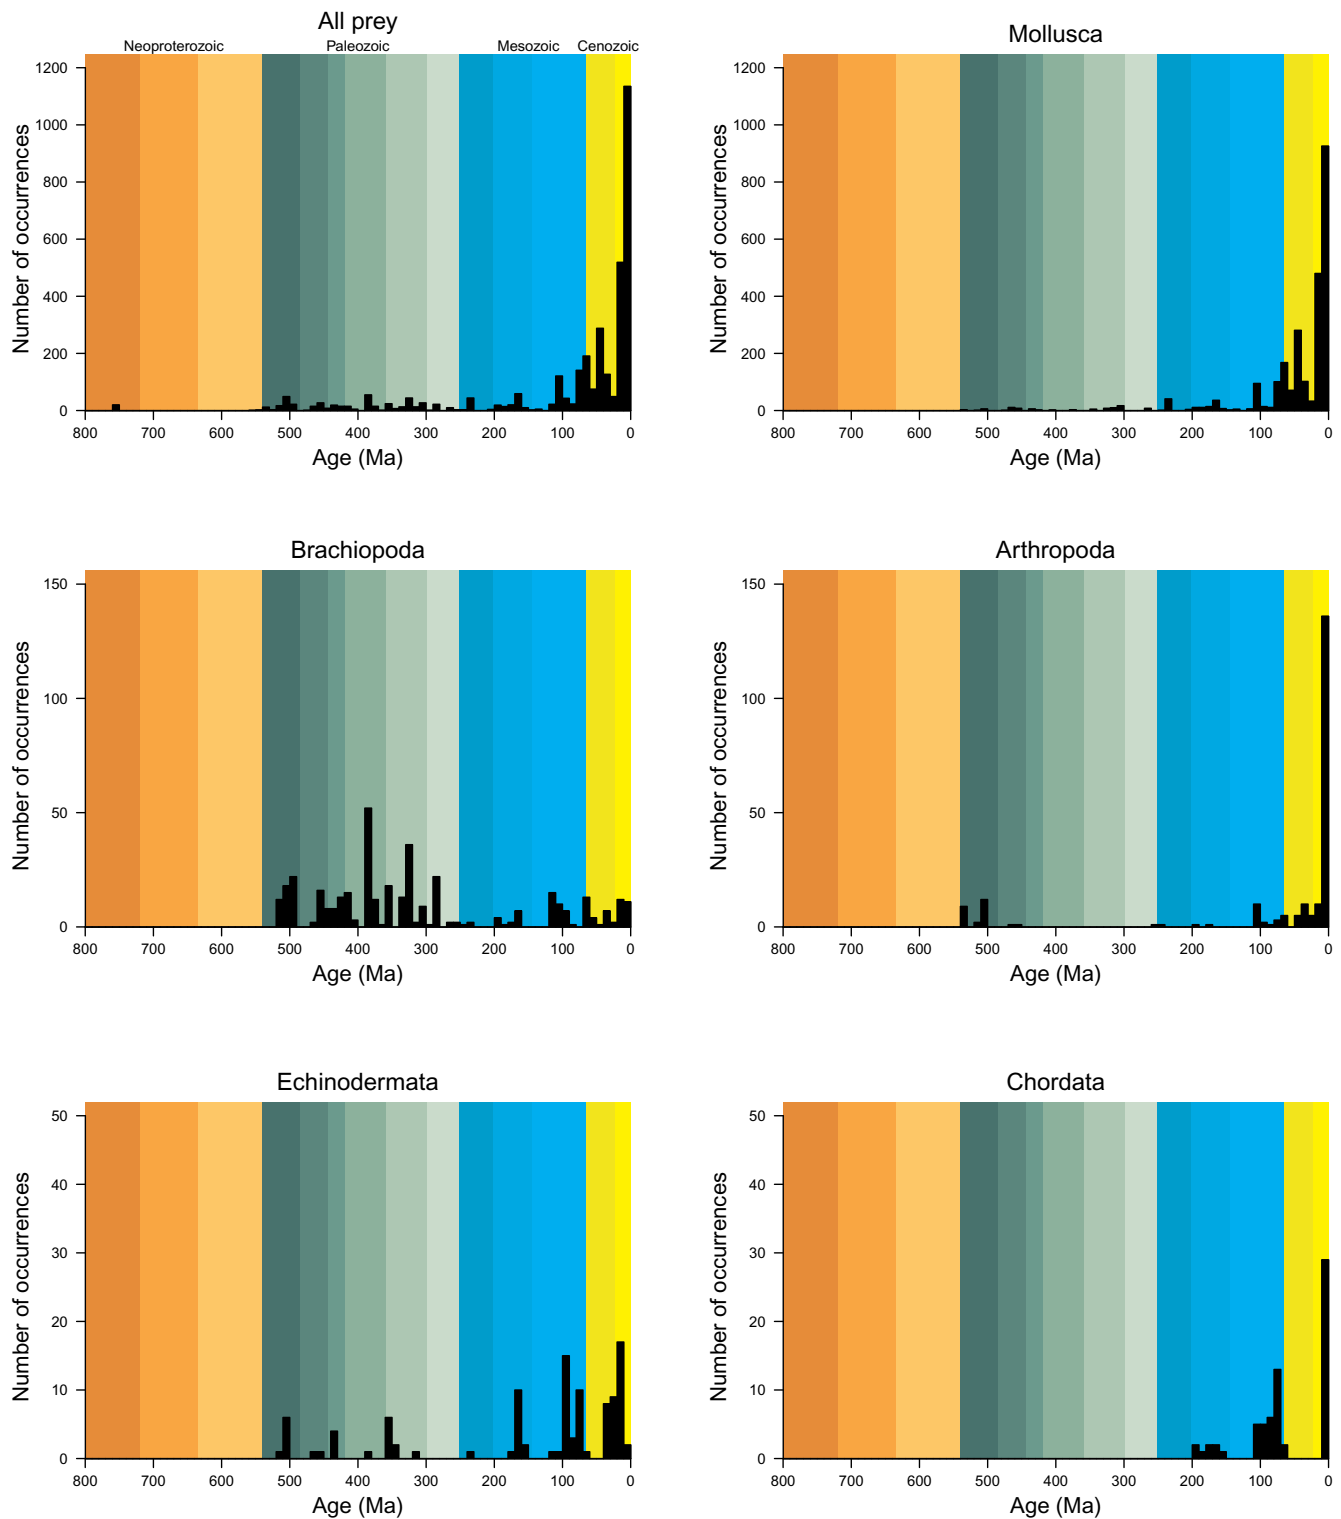 All prey
Neoproterozoic Paleozoic Mesozoic Cenozoic
1200
1000
800
600
400
200
0
Number of occurrences
800 700 600 500 400 300 200 100 0
Age (Ma)
Mollusca
1200
1000
800
600
400
200
0
Number of occurrences
800 700 600 500 400 300 200 100 0
Age (Ma)
Brachiopoda
150
100
50
0
Number of occurrences
800 700 600 500 400 300 200 100 0
Age (Ma)
Arthropoda
150
100
50
0
Number of occurrences
800 700 600 500 400 300 200 100 0
Age (Ma)
Echinodermata
50
40
30
20
10
0
Number of occurrences
800 700 600 500 400 300 200 100 0
Age (Ma)
Chordata
50
40
30
20
10
0
Number of occurrences
800 700 600 500 400 300 200 100 0
Age (Ma)